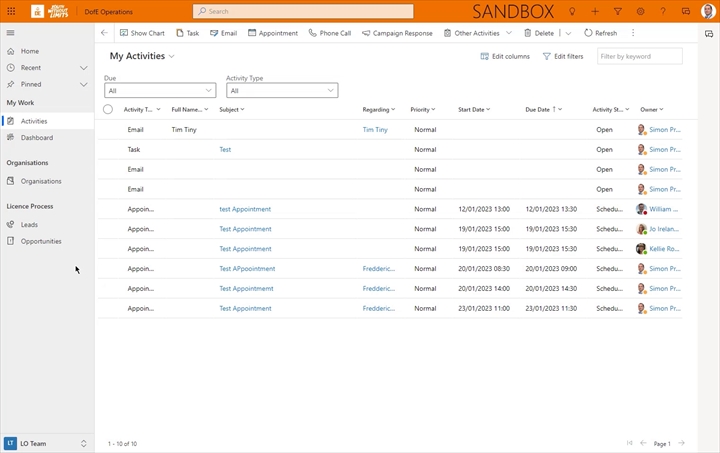 YOUTH WITHOUT LIMITS DofE Operations Search SANDBOX
Show Chart Task Email Appointment Phone Call Campaign Response Other Activities Delete Refresh
Home
Recent
Pinned
My Work
Activities
Dashboard
Organisations
Organisations
Licence Process
Leads
Opportunities
LT LO Team
My Activities Edit columns Edit filters Filter by keyword
Due Activity Type
All All
Activity T... Full Name... Subject Regarding Priority Start Date Due Date Activity St... Owner
Email Tim Tiny Tim Tiny Normal Open Simon Pr...
Task Test Normal Open Simon Pr...
Email Normal Open Simon Pr...
Email Normal Open Simon Pr...
Appoin... test Appointment Normal 12/01/2023 13:00 12/01/2023 13:30 Schedu... William ...
Appoin... Test Appointment Normal 19/01/2023 15:00 19/01/2023 15:30 Schedu... Jo Irelan...
Appoin... Test Appointment Normal 19/01/2023 15:00 19/01/2023 15:30 Schedu... Kellie Ro...
Appoin... Test APpoointment Fredderic... Normal 20/01/2023 08:30 20/01/2023 09:00 Schedu... Simon Pr...
Appoin... Test Appointmemt Fredderic... Normal 20/01/2023 14:00 20/01/2023 14:30 Schedu... Simon Pr...
Appoin... Test Appointment Fredderic... Normal 23/01/2023 11:00 23/01/2023 11:30 Schedu... Simon Pr...
1 - 10 of 10 Page 1